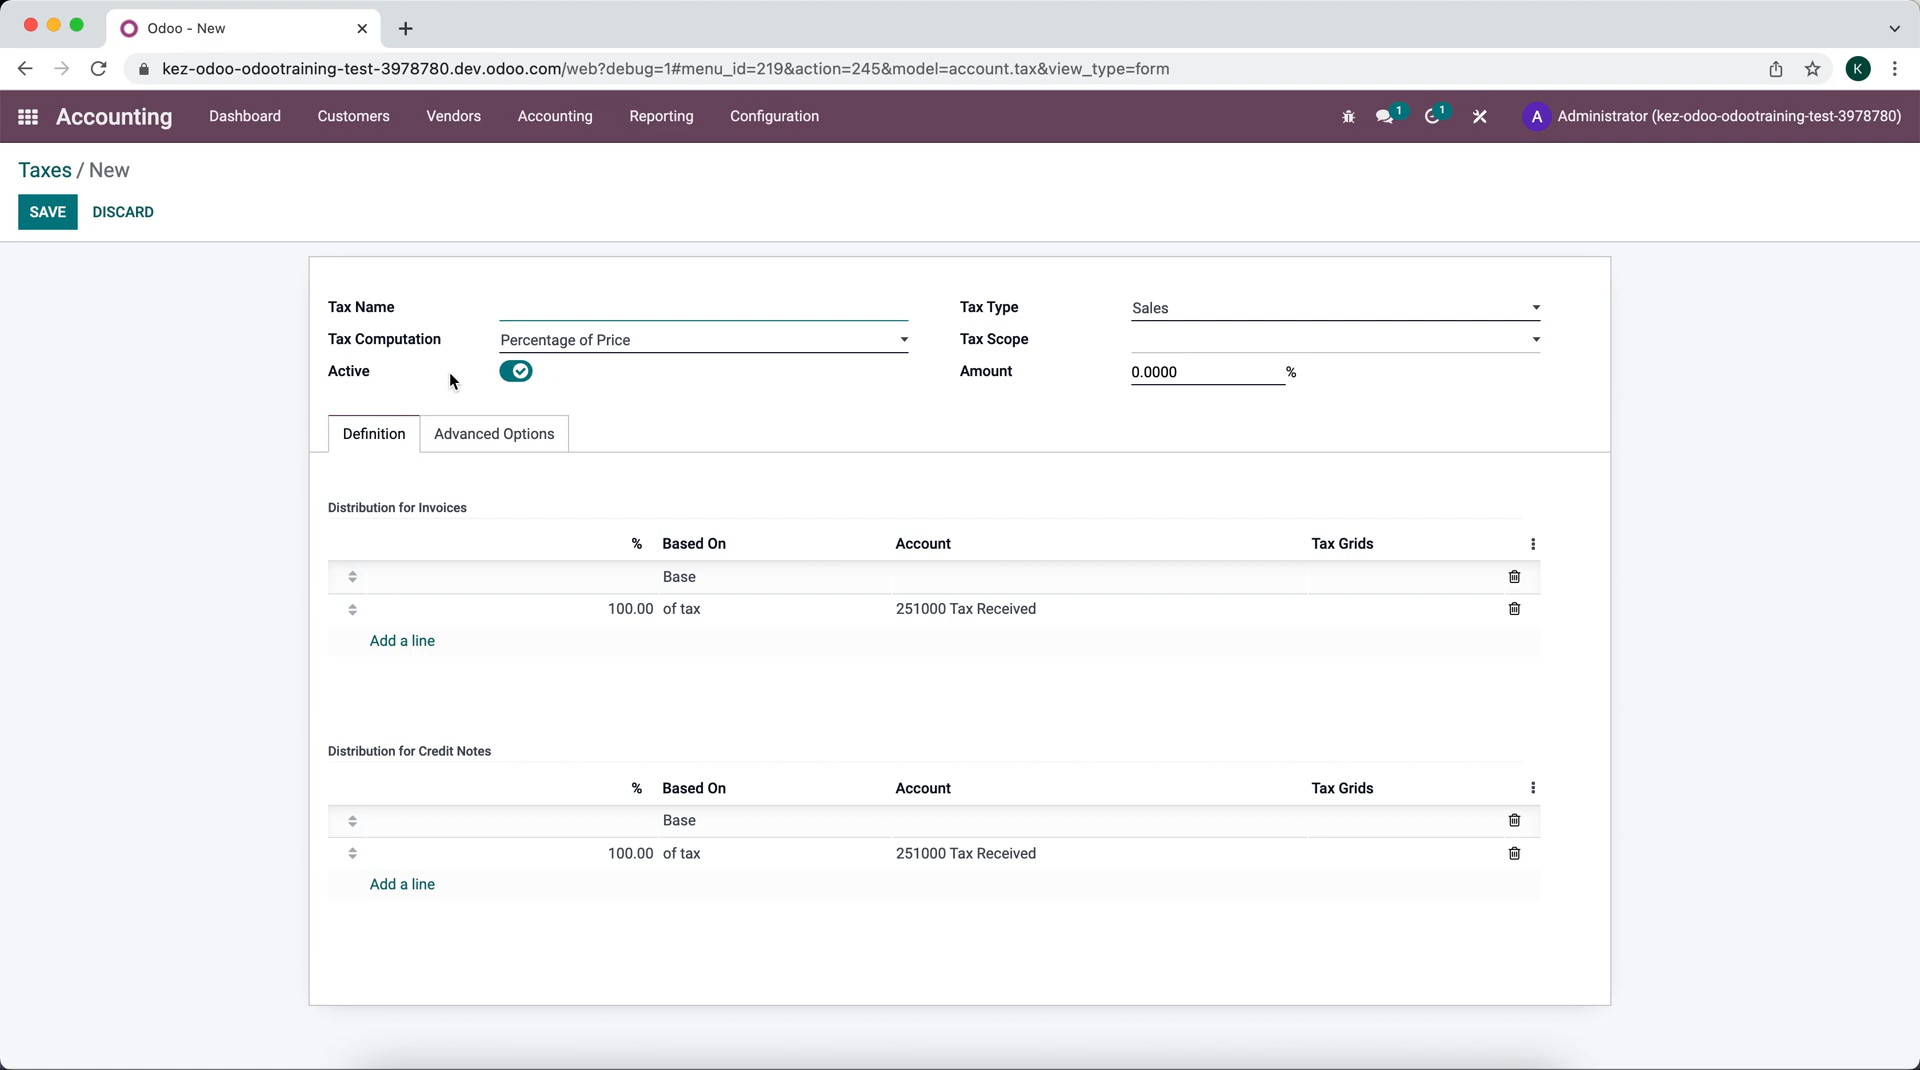 Odoo - New
kez-odoo-odootraining-test-3978780.dev.odoo.com/web?debug=1#menu_id=219&action=245&model=account.tax&view_type=form
K
Accounting Dashboard Customers Vendors Accounting Reporting Configuration 1 1 A Administrator (kez-odoo-odootraining-test-3978780)
Taxes / New
SAVE DISCARD
Tax Name Tax Type Sales
Tax Computation Percentage of Price Tax Scope
Active Amount 0.0000 %
Definition Advanced Options
Distribution for Invoices
% Based On Account Tax Grids
Base
100.00 of tax 251000 Tax Received
Add a line
Distribution for Credit Notes
% Based On Account Tax Grids
Base
100.00 of tax 251000 Tax Received
Add a line